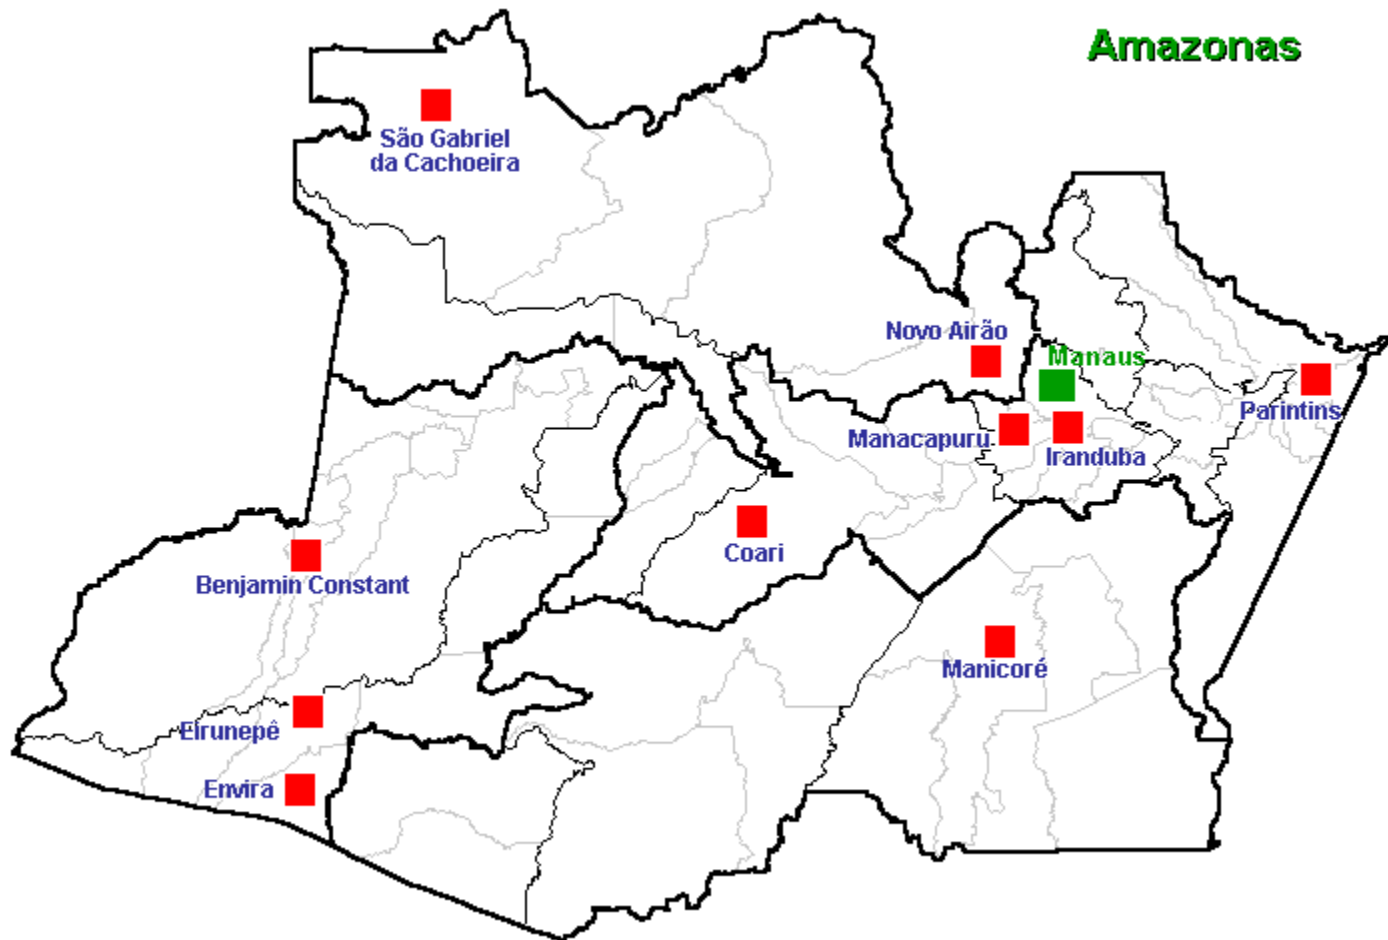 Amazonas
São Gabriel
da Cachoeira
Novo Airão
Manaus
Parintins
Manacapuru
Iranduba
Coari
Benjamin Constant
Manicoré
Eirunepê
Envira